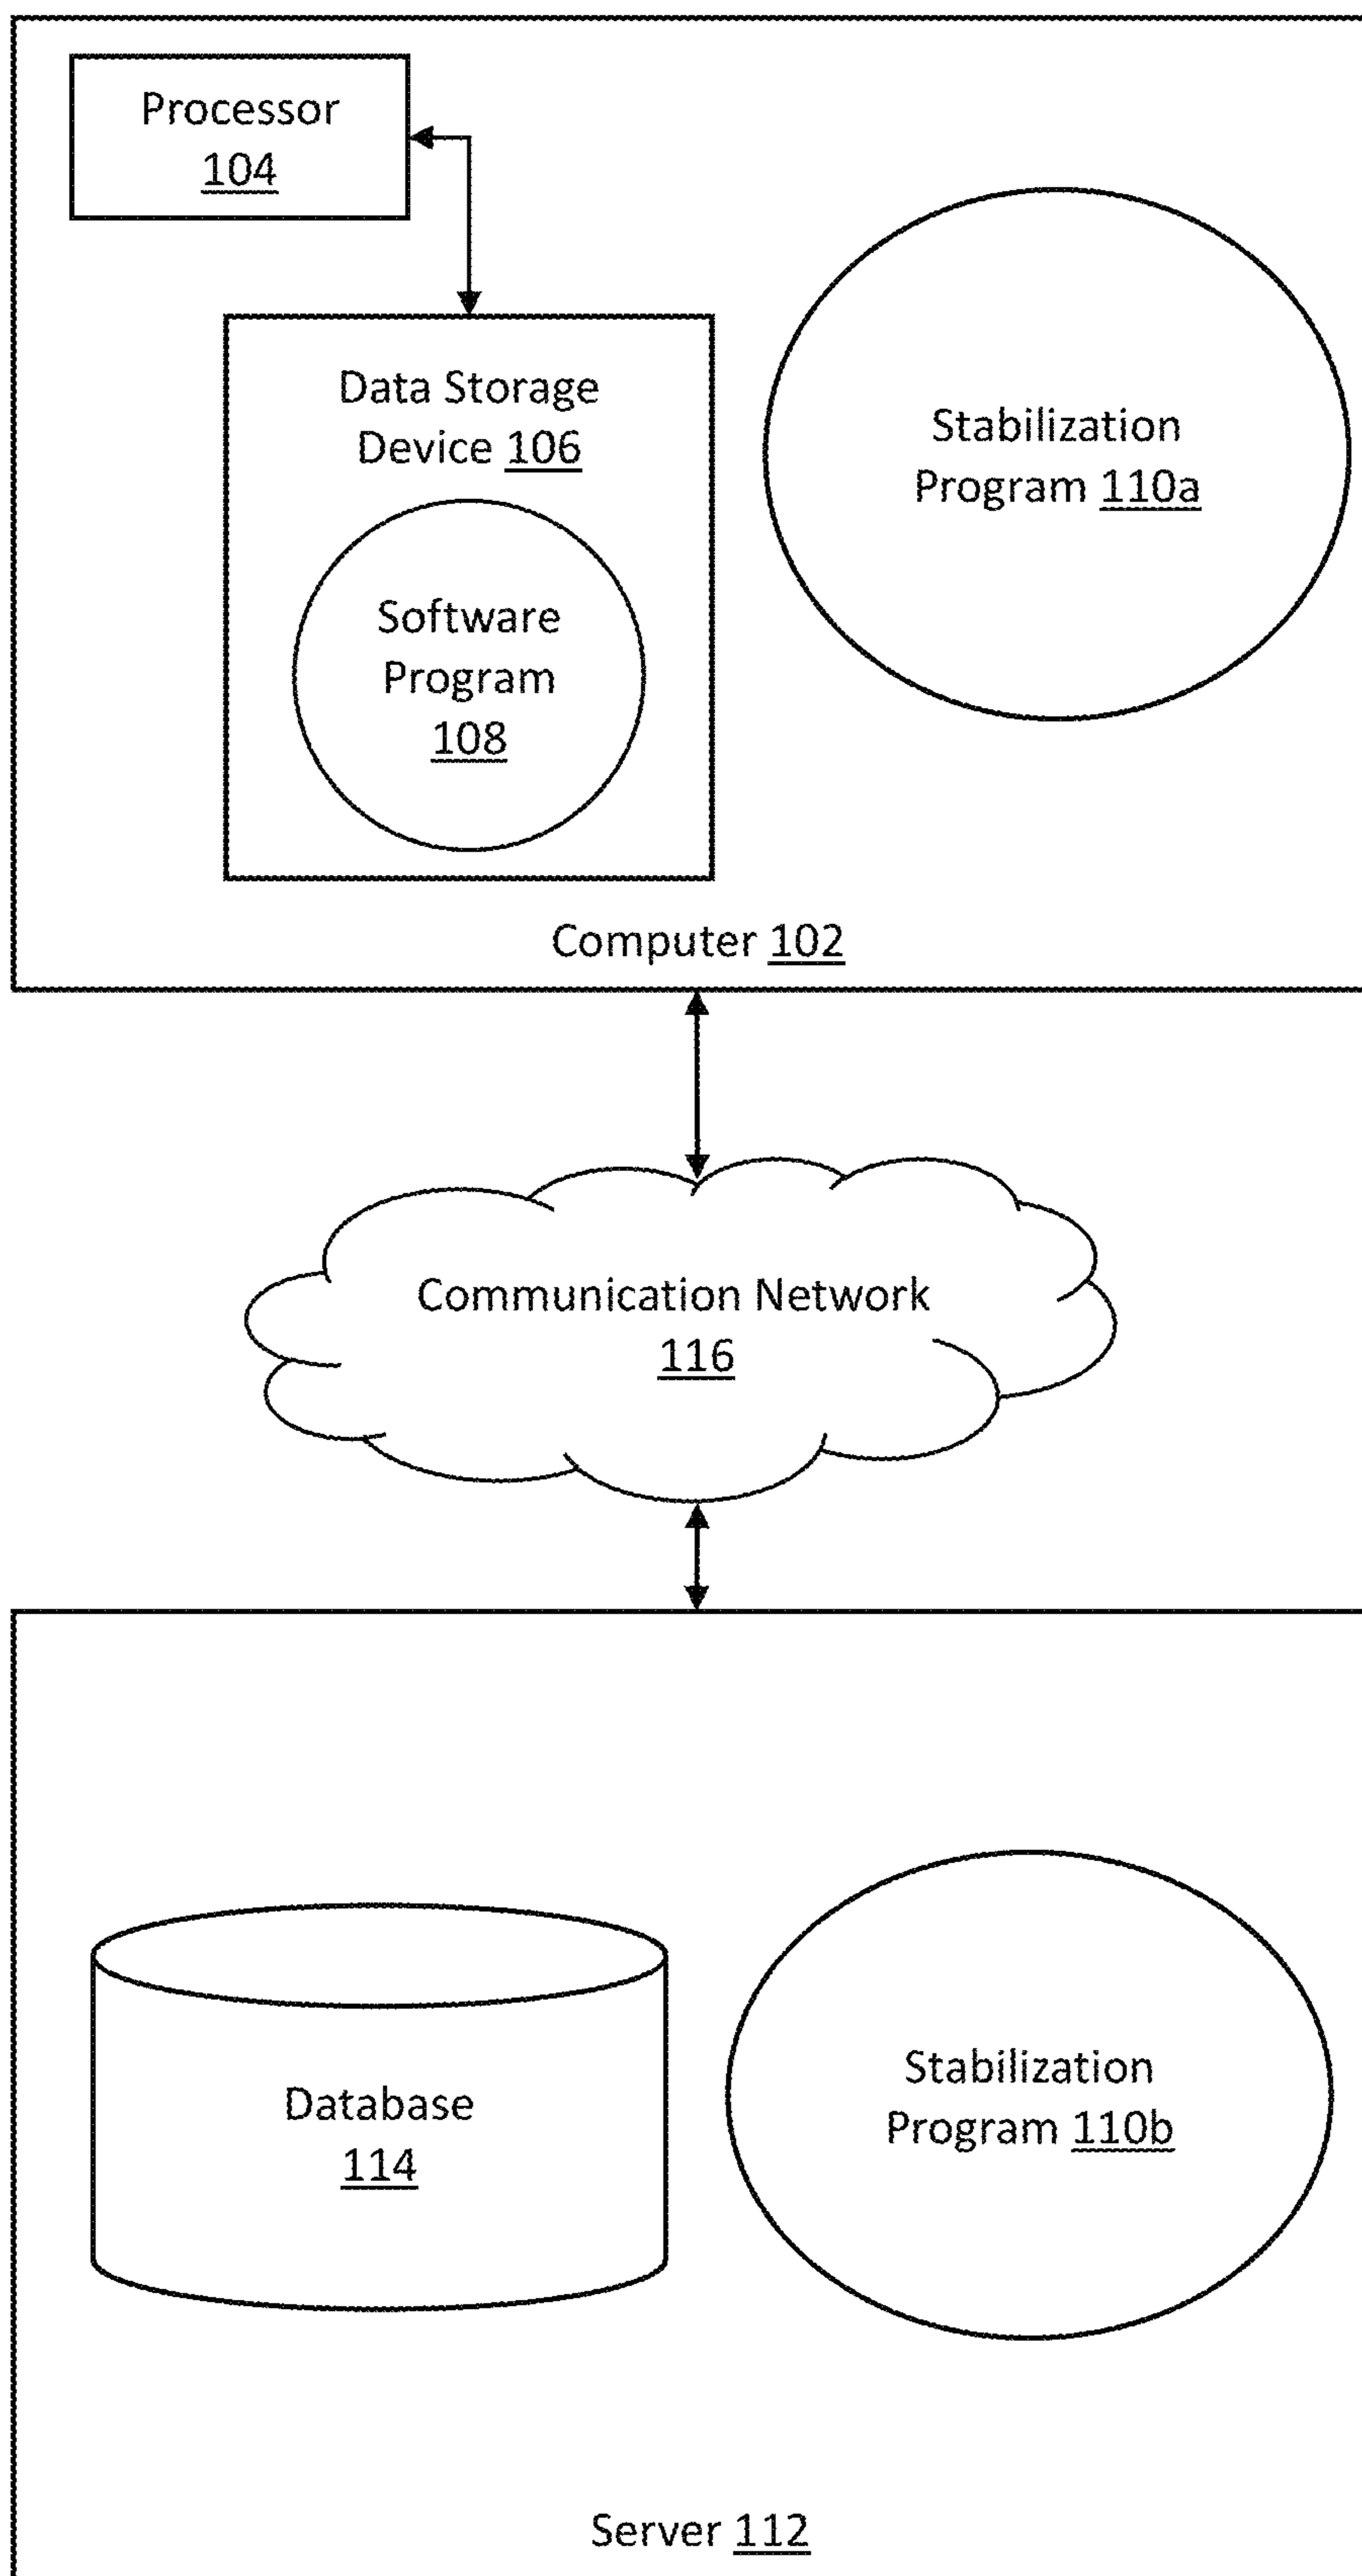 Processor
104
Data Storage
Device 106
Software
Program
108
Stabilization
Program 110a
Computer 102
Communication Network
116
Database
114
Stabilization
Program 110b
Server 112